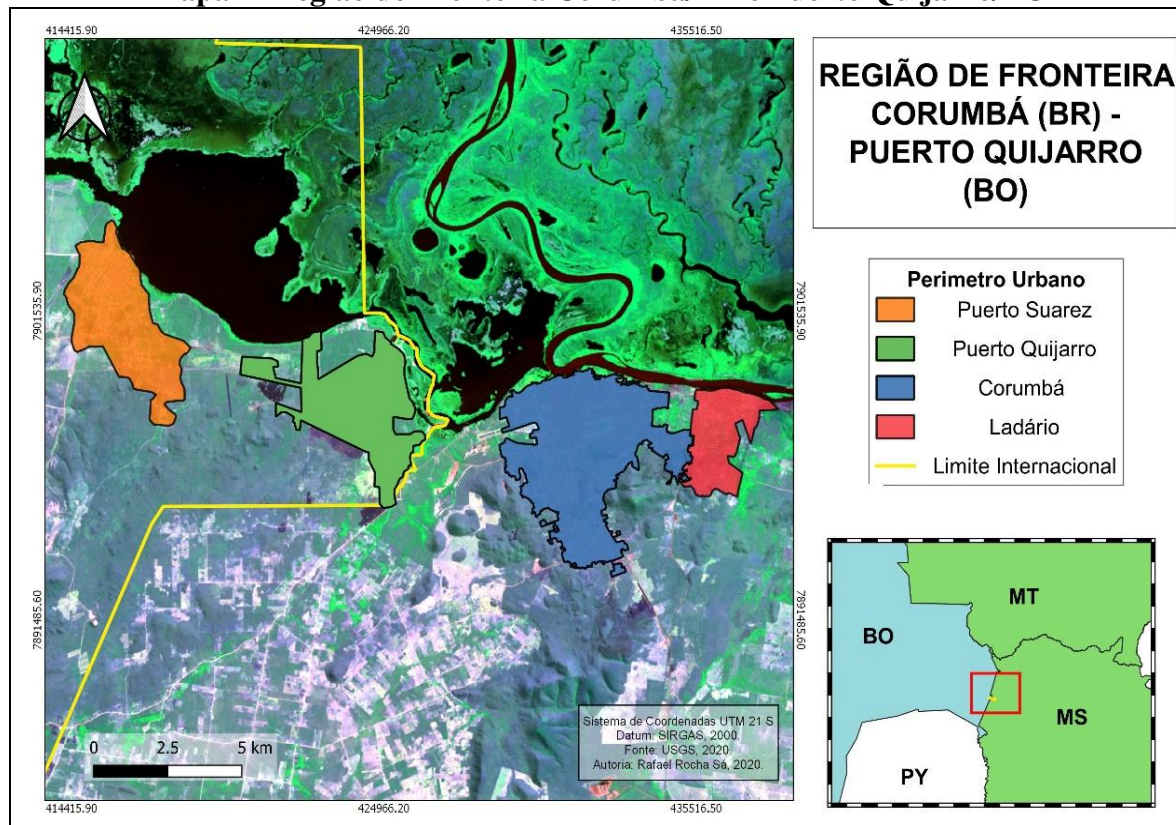 414415.90
424966.20
435516.50
7901535.90
7901535.90
7891485.60
7891485.60
0 2.5 5 km
Sistema de Coordenadas UTM 21 S
Datum: SIRGAS, 2000.
Fonte: USGS, 2020.
Autoria: Rafael Rocha Sá, 2020.
414415.90
424966.20
435516.50
REGIÃO DE FRONTEIRA
CORUMBÁ (BR) -
PUERTO QUIJARRO
(BO)
Perimetro Urbano
Puerto Suarez
Puerto Quijarro
Corumbá
Ladário
Limite Internacional
MT
BO
MS
PY